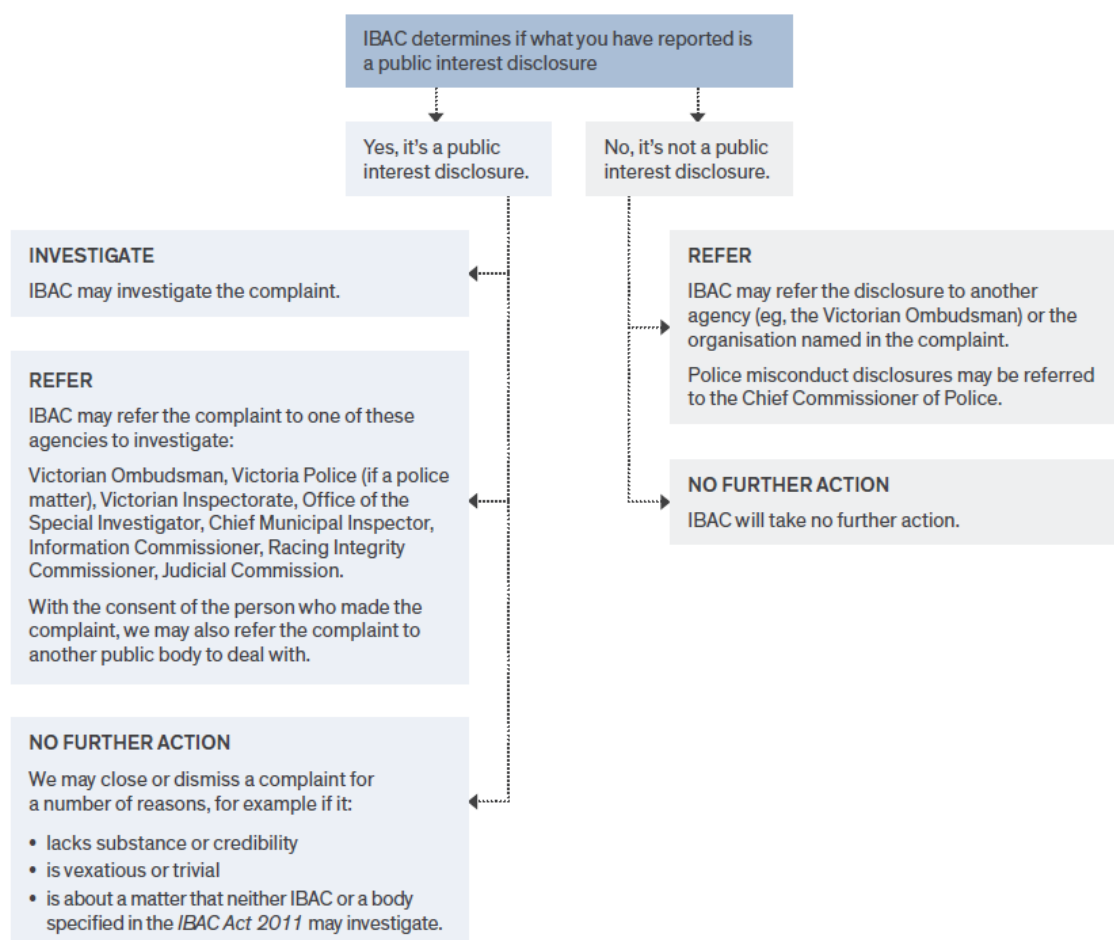 IBAC determines if what you have reported is
a public interest disclosure
Yes, it's a public
interest disclosure.
No, it's not a public
interest disclosure.
INVESTIGATE
IBAC may investigate the complaint.
REFER
IBAC may refer the complaint to one of these
agencies to investigate:
Victorian Ombudsman, Victoria Police (if a police
matter), Victorian Inspectorate, Office of the
Special Investigator, Chief Municipal Inspector,
Information Commissioner, Racing Integrity
Commissioner, Judicial Commission.
With the consent of the person who made the
complaint, we may also refer the complaint to
another public body to deal with.
NO FURTHER ACTION
We may close or dismiss a complaint for
a number of reasons, for example if it:
• lacks substance or credibility
• is vexatious or trivial
• is about a matter that neither IBAC or a body
specified in the IBAC Act 2011 may investigate.
REFER
IBAC may refer the disclosure to another
agency (eg, the Victorian Ombudsman) or the
organisation named in the complaint.
Police misconduct disclosures may be referred
to the Chief Commissioner of Police.
NO FURTHER ACTION
IBAC will take no further action.